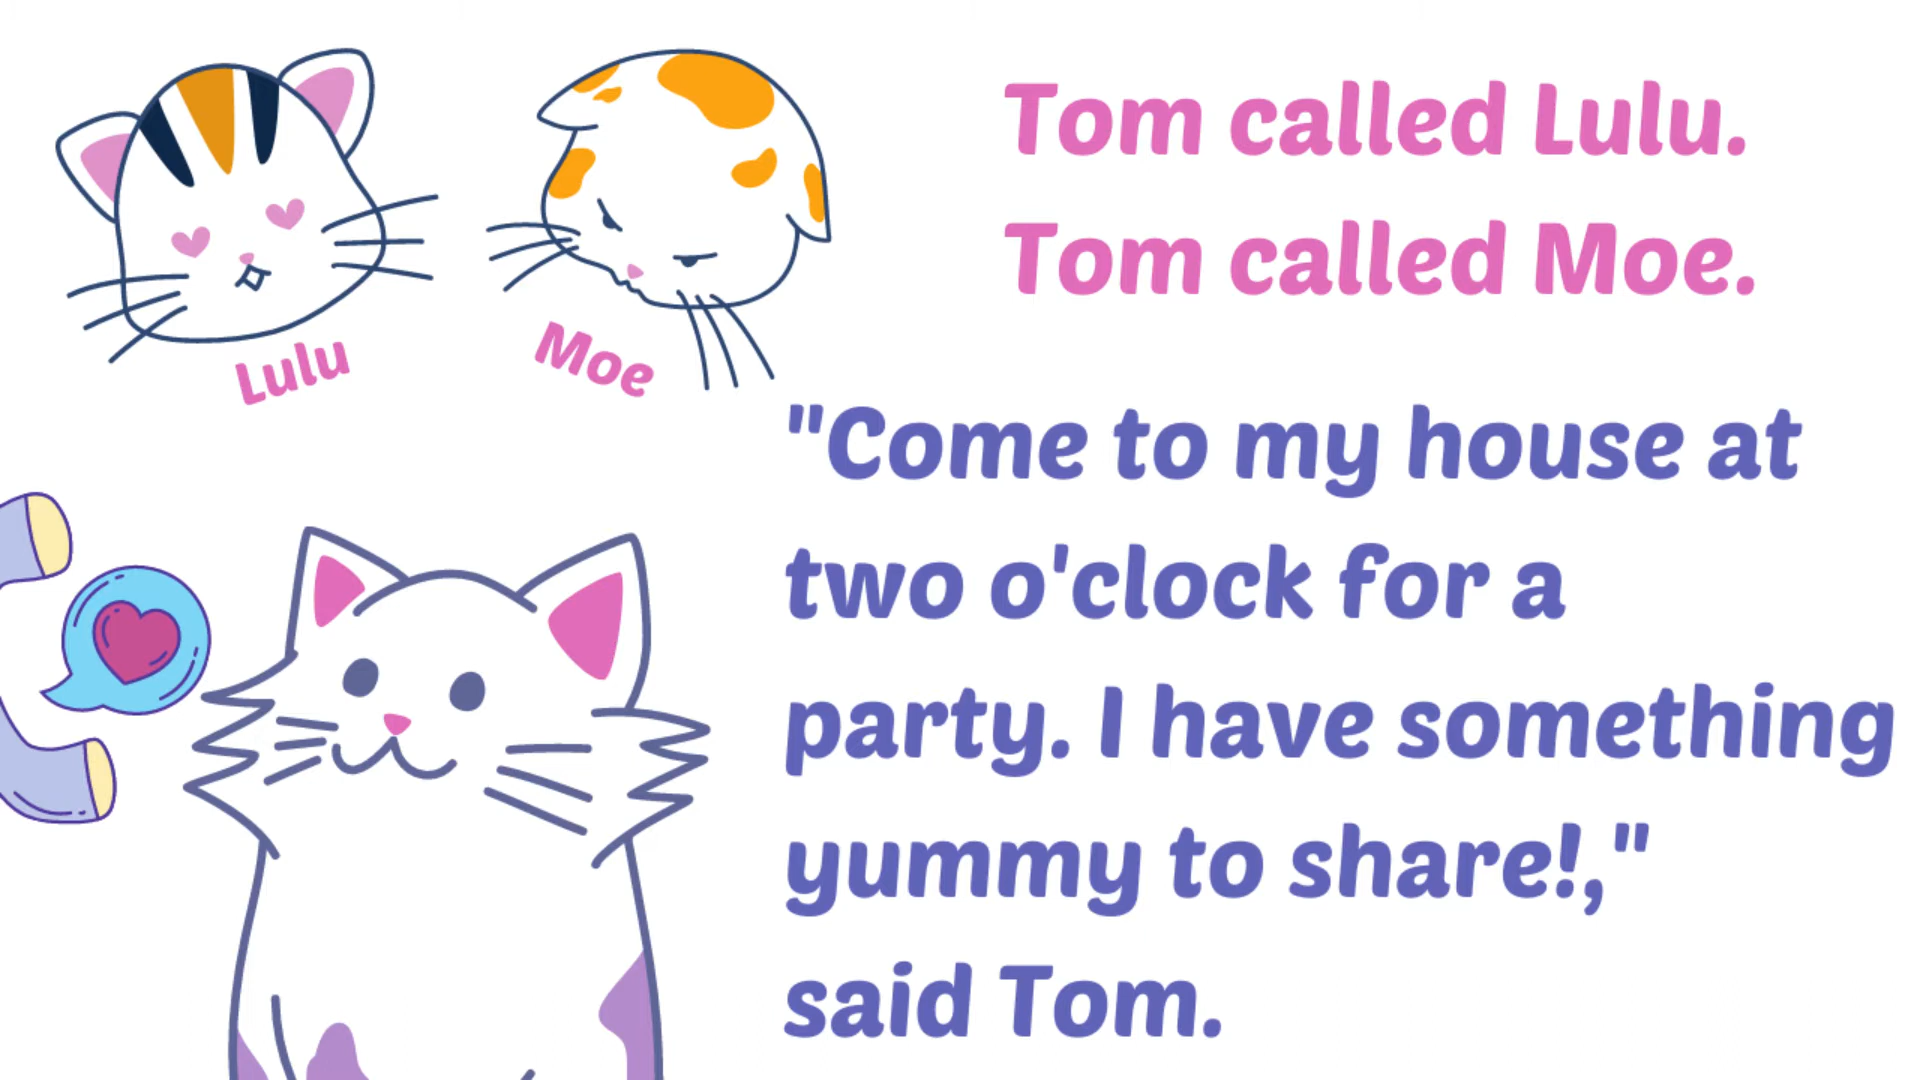 Tom called Lulu.
Tom called Moe.
Lulu
Moe
"Come to my house at
two o'clock for a
party. I have something
yummy to share!,"
said Tom.